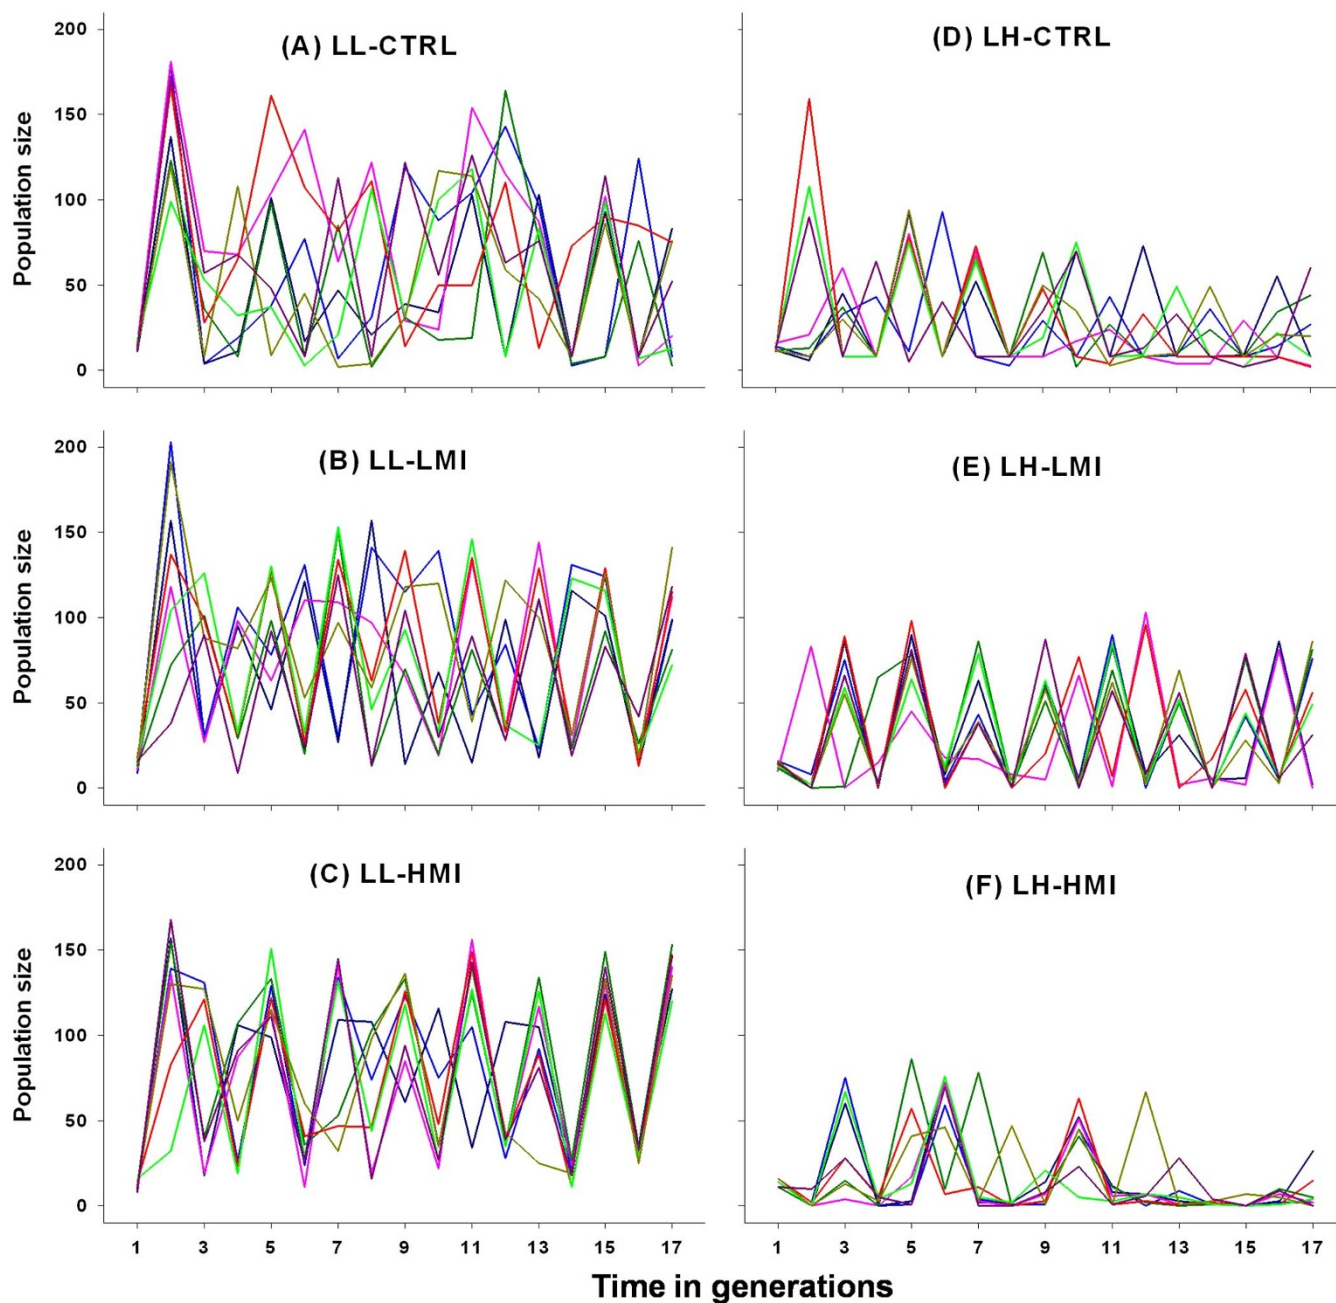 (A) LL-CTRL
Population size
200
150
100
50
0
(D) LH-CTRL
(B) LL-LMI
Population size
200
150
100
50
0
(E) LH-LMI
(C) LL-HMI
Population size
200
150
100
50
0
1 3 5 7 9 11 13 15 17
(F) LH-HMI
1 3 5 7 9 11 13 15 17
Time in generations